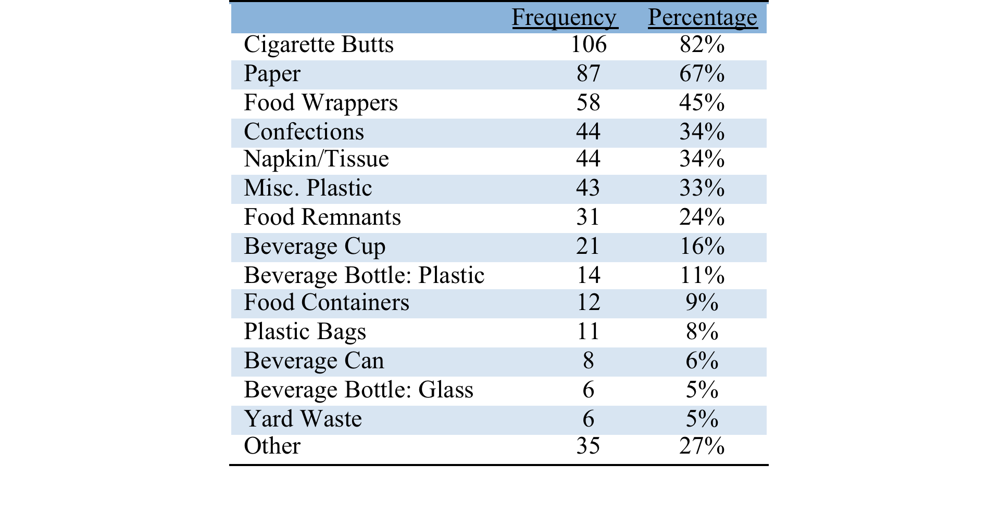 Frequency Percentage
Cigarette Butts 106 82%
Paper 87 67%
Food Wrappers 58 45%
Confections 44 34%
Napkin/Tissue 44 34%
Misc. Plastic 43 33%
Food Remnants 31 24%
Beverage Cup 21 16%
Beverage Bottle: Plastic 14 11%
Food Containers 12 9%
Plastic Bags 11 8%
Beverage Can 8 6%
Beverage Bottle: Glass 6 5%
Yard Waste 6 5%
Other 35 27%